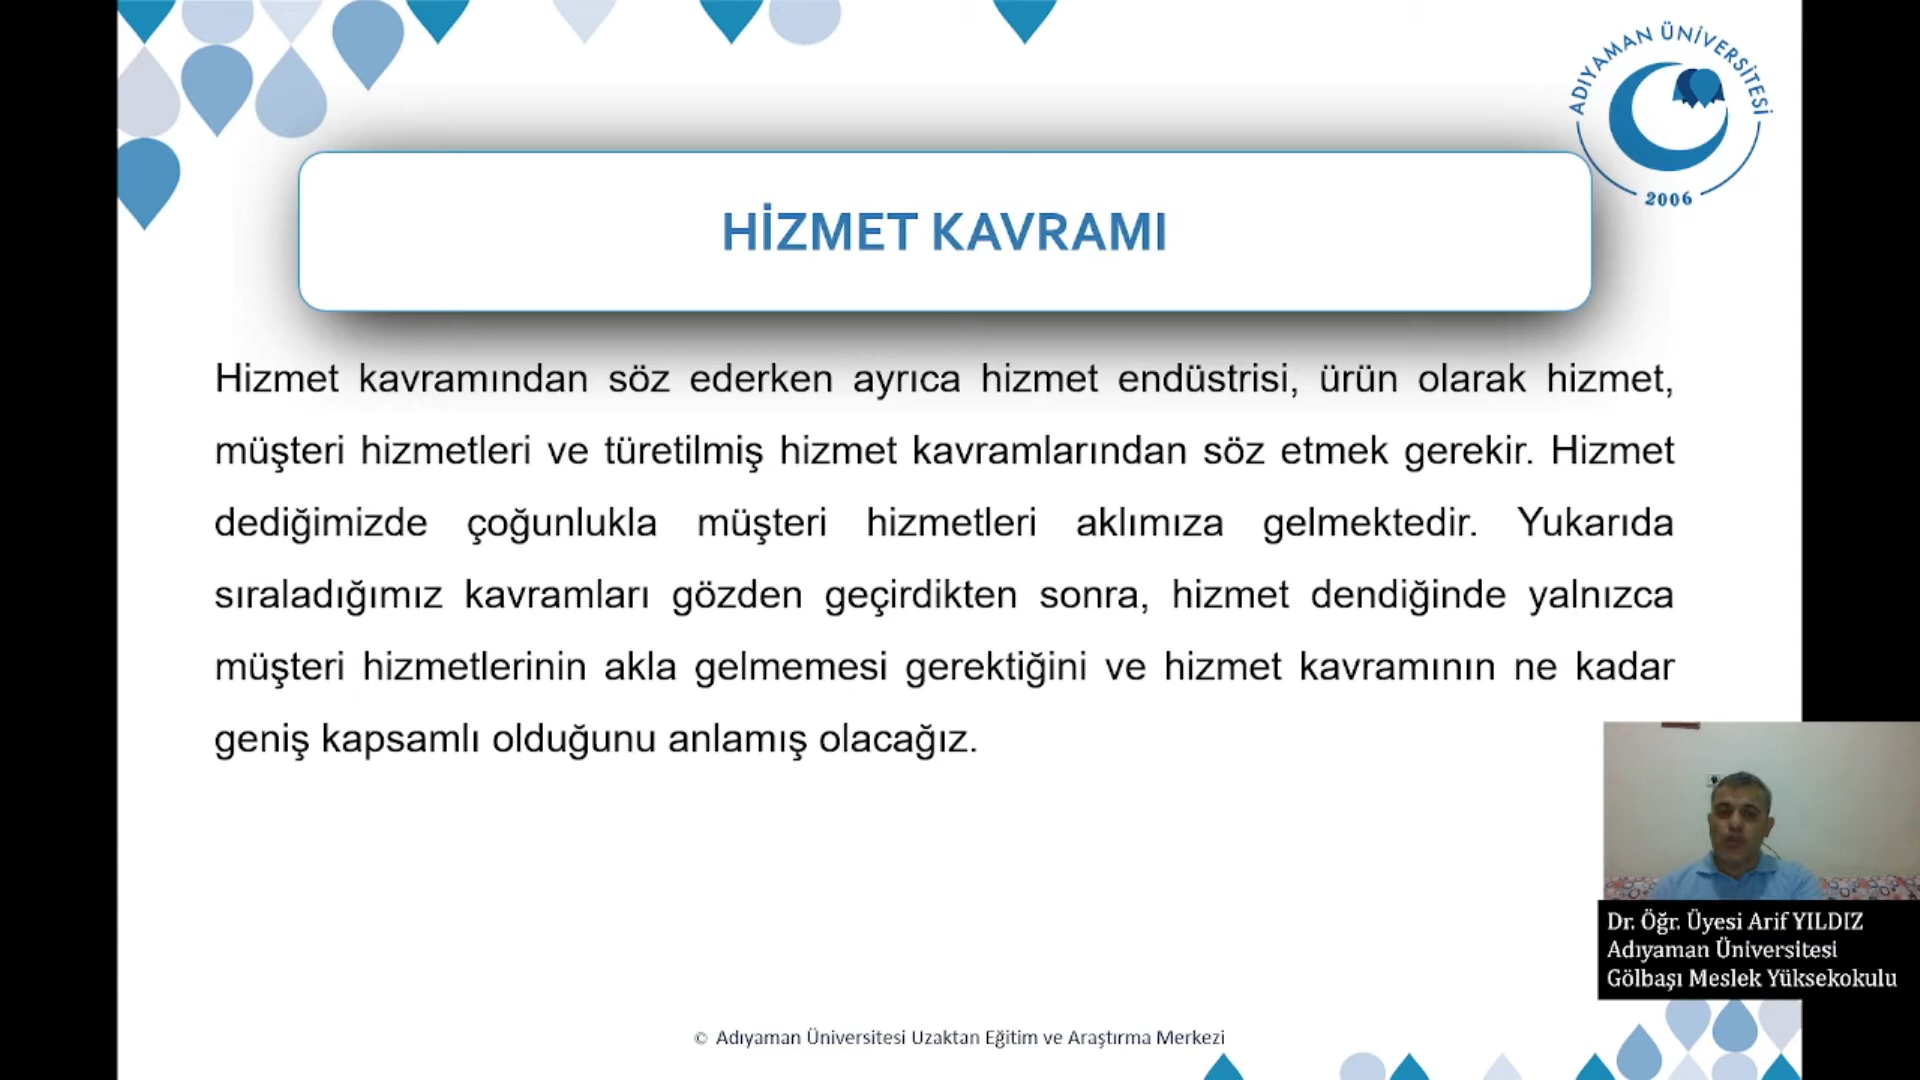 ADIYAMAN ÜNİVERSİTESİ
2006
HİZMET KAVRAMI
Hizmet kavramından söz ederken ayrıca hizmet endüstrisi, ürün olarak hizmet,
müşteri hizmetleri ve türetilmiş hizmet kavramlarından söz etmek gerekir. Hizmet
dediğimizde çoğunlukla müşteri hizmetleri aklımıza gelmektedir. Yukarıda
sıraladığımız kavramları gözden geçirdikten sonra, hizmet dendiğinde yalnızca
müşteri hizmetlerinin akla gelmemesi gerektiğini ve hizmet kavramının ne kadar
geniş kapsamlı olduğunu anlamış olacağız.
Dr. Öğr. Üyesi Arif YILDIZ
Adıyaman Üniversitesi
Gölbaşı Meslek Yüksekokulu
© Adıyaman Üniversitesi Uzaktan Eğitim ve Araştırma Merkezi